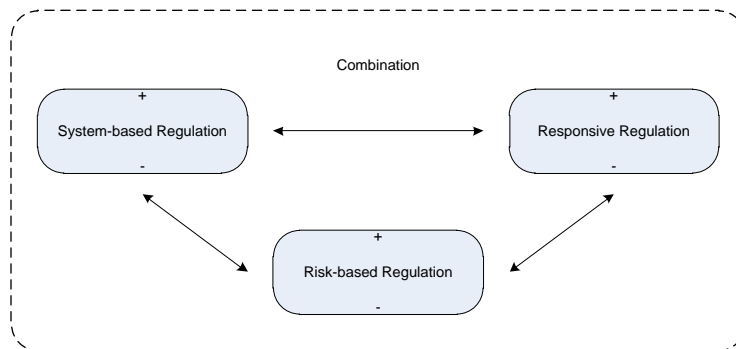 Combination
+
System-based Regulation
-
+
Responsive Regulation
-
+
Risk-based Regulation
-